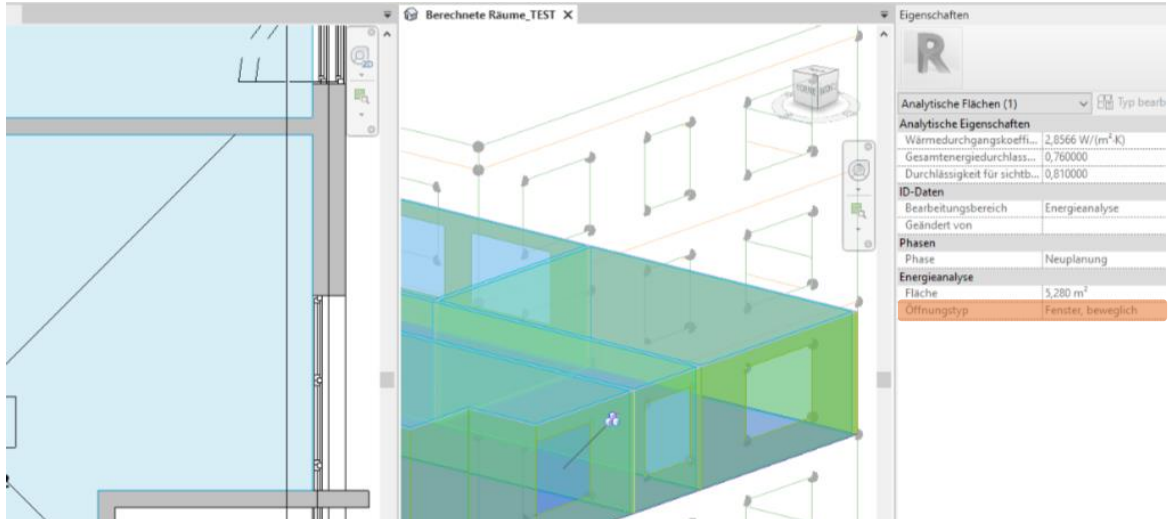 Berechnete Räume_TEST X
Eigenschaften
R
Analytische Flächen (1)
Typ bearb
Analytische Eigenschaften
Wärmedurchgangskoeffi... 2,8566 W/(m²·K)
Gesamtenergiedurchlass... 0,760000
Durchlässigkeit für sichtb... 0,810000
ID-Daten
Bearbeitungsbereich Energieanalyse
Geändert von
Phasen
Phase Neuplanung
Energieanalyse
Fläche 5,280 m²
Öffnungstyp Fenster, beweglich